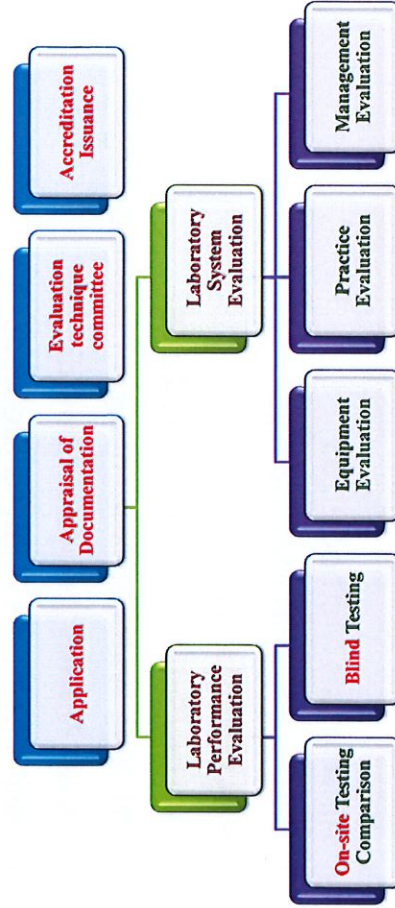 Application
Appraisal of
Documentation
Evaluation
technique
committee
Accreditation
Issuance
Laboratory
Performance
Evaluation
Laboratory
System
Evaluation
On-site Testing
Comparison
Blind Testing
Equipment
Evaluation
Practice
Evaluation
Management
Evaluation